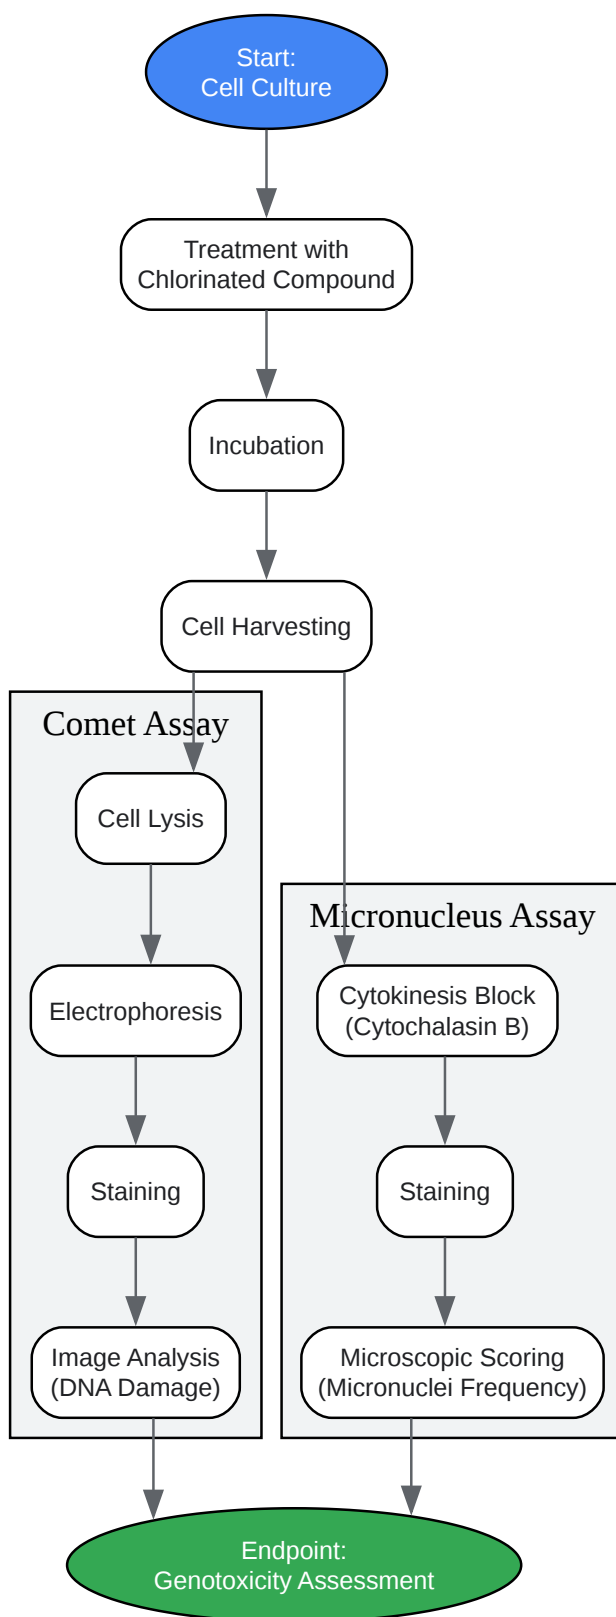 Start:
Cell Culture
Treatment with
Chlorinated Compound
Incubation
Cell Harvesting
Comet Assay
Cell Lysis
Electrophoresis
Staining
Image Analysis
(DNA Damage)
Micronucleus Assay
Cytokinesis Block
(Cytochalasin B)
Staining
Microscopic Scoring
(Micronuclei Frequency)
Endpoint:
Genotoxicity Assessment